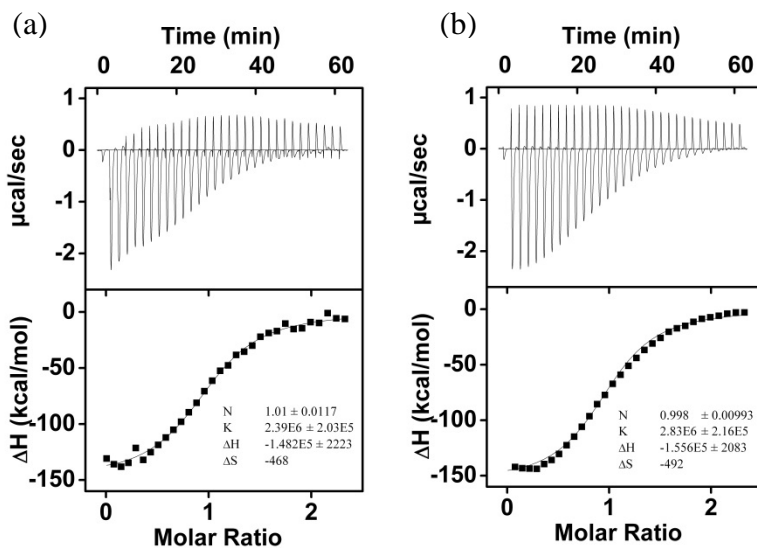 (a)
Time (min)
0 20 40 60
1
0
-1
-2
µcal/sec
0
-50
-100
-150
ΔH (kcal/mol)
N 1.01 ± 0.0117
K 2.39E6 ± 2.03E5
ΔH -1.482E5 ± 2223
ΔS -468
0 1 2
Molar Ratio
(b)
Time (min)
0 20 40 60
1
0
-1
-2
µcal/sec
0
-50
-100
-150
ΔH (kcal/mol)
N 0.998 ± 0.00993
K 2.83E6 ± 2.16E5
ΔH -1.556E5 ± 2083
ΔS -492
0 1 2
Molar Ratio